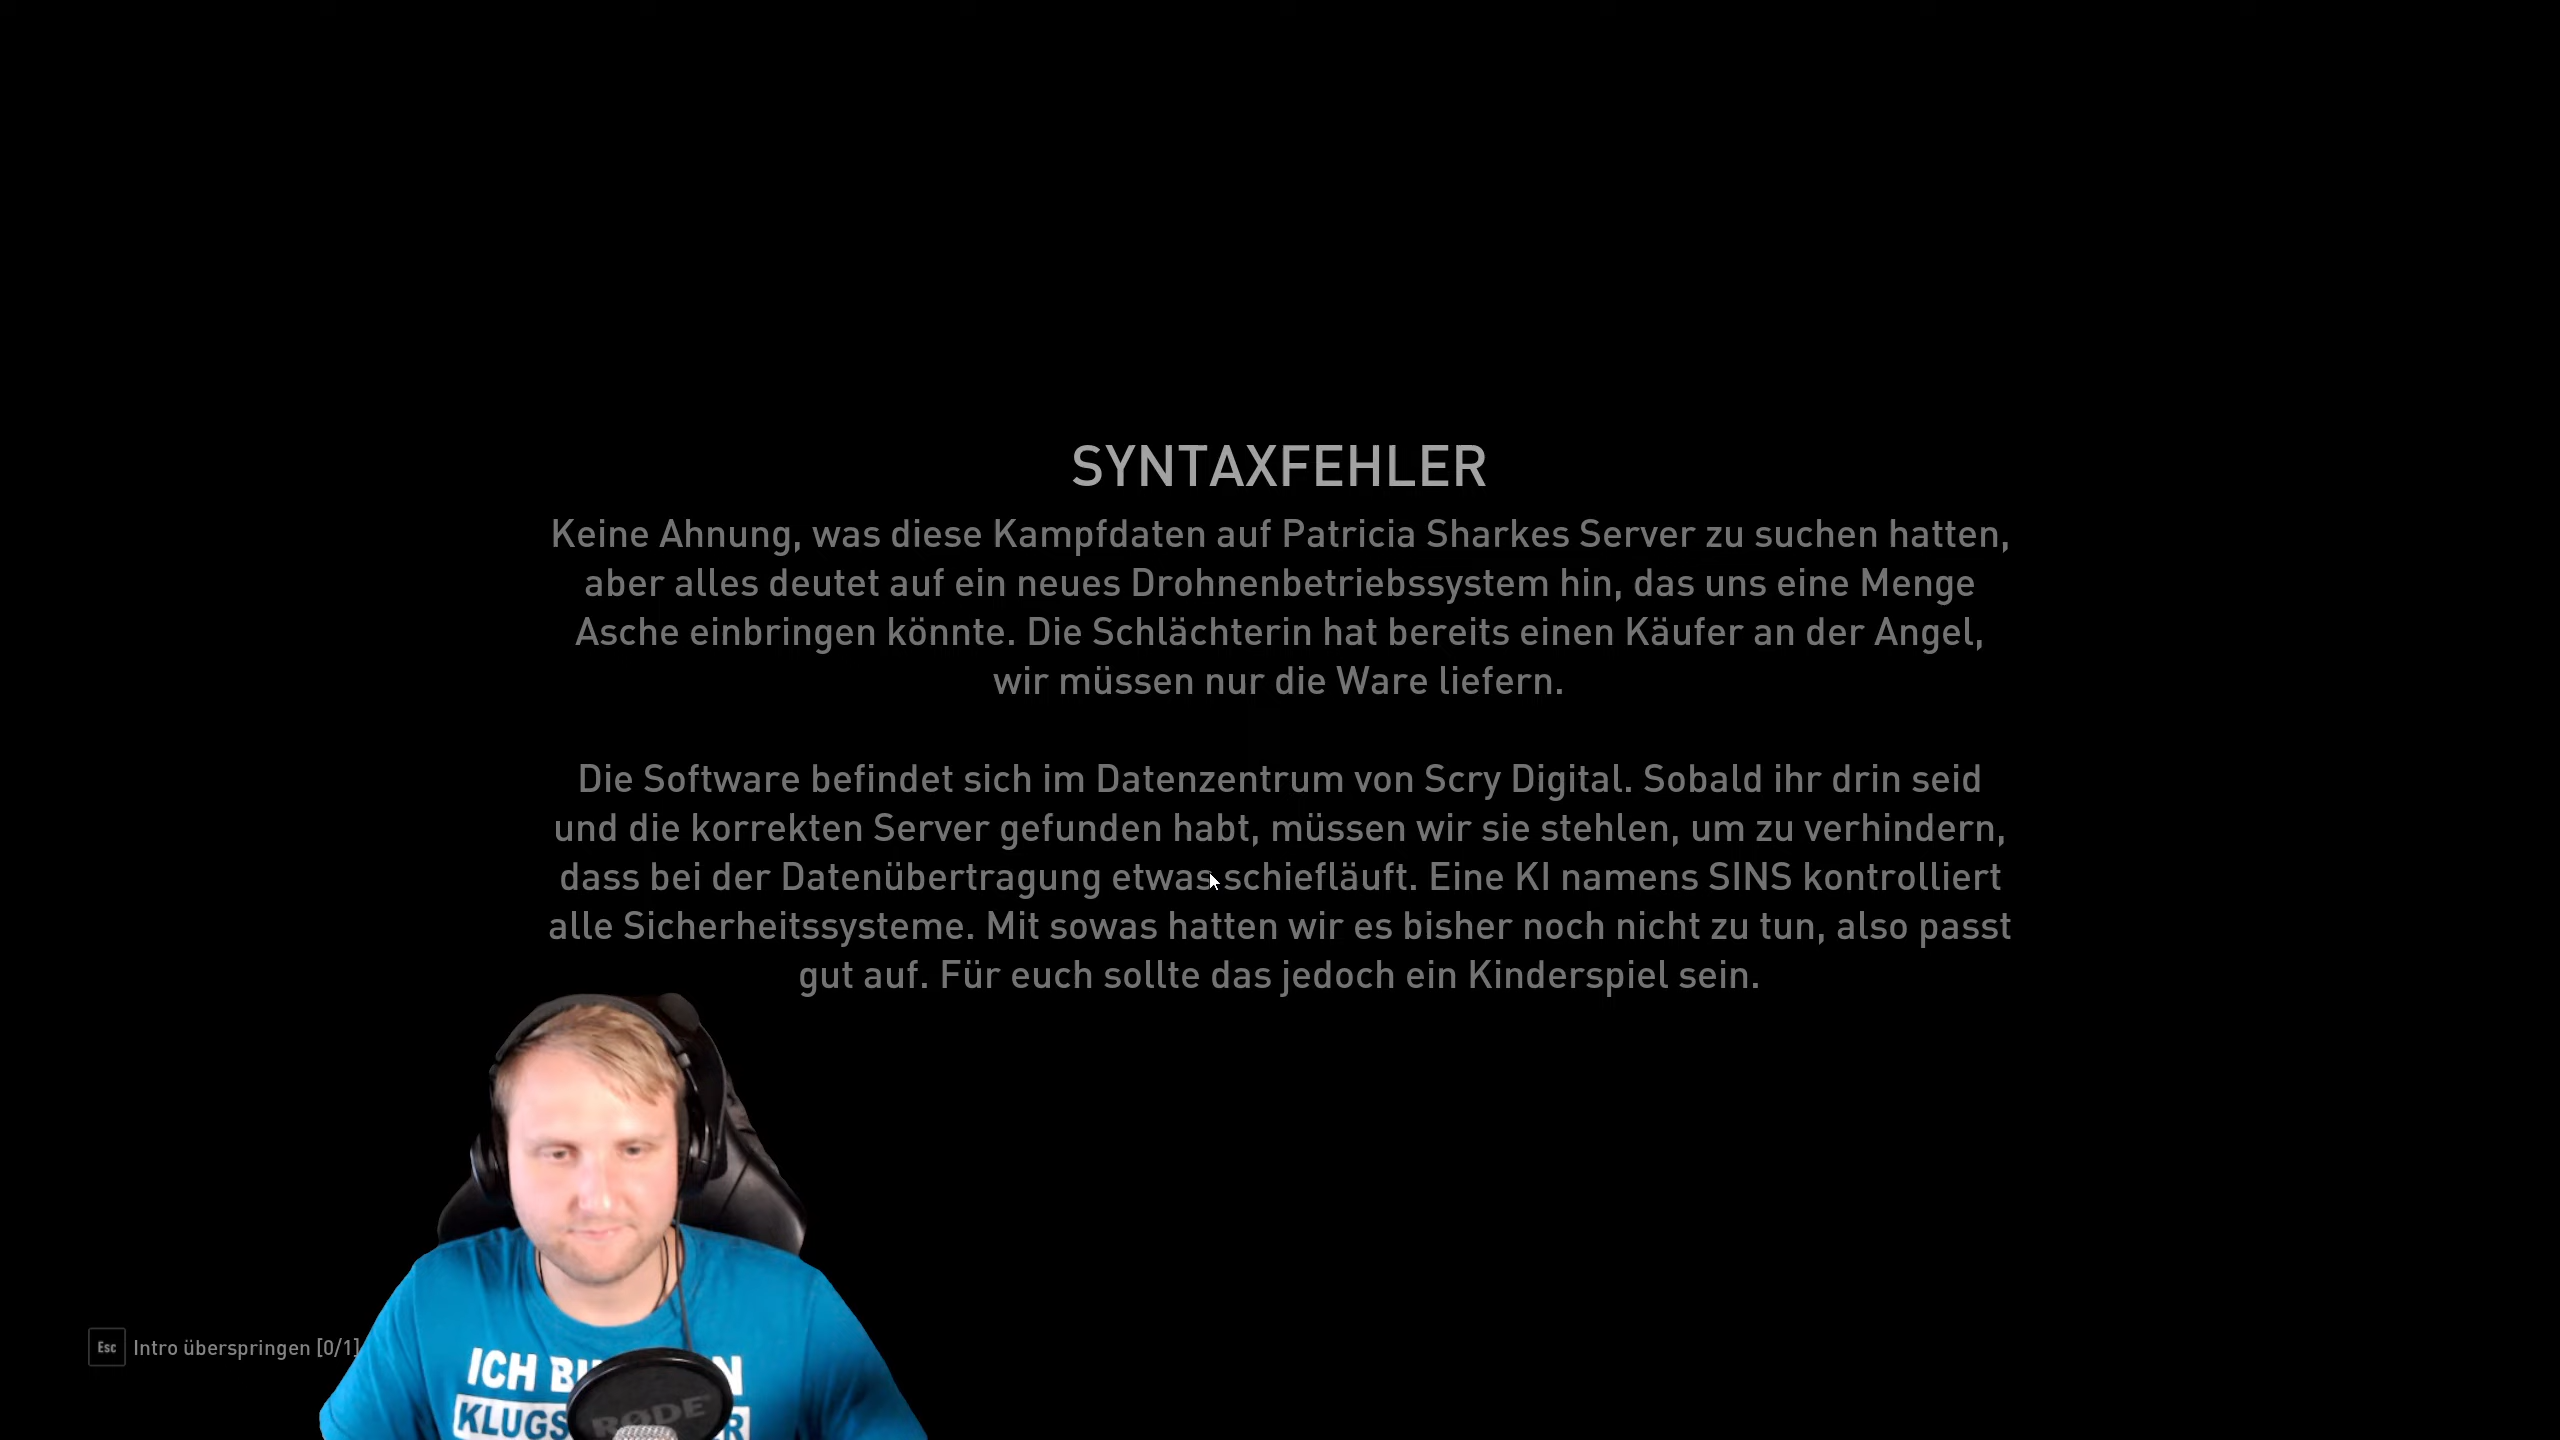 SYNTAXFEHLER
Keine Ahnung, was diese Kampfdaten auf Patricia Sharkes Server zu suchen hatten,
aber alles deutet auf ein neues Drohnenbetriebssystem hin, das uns eine Menge
Asche einbringen könnte. Die Schlächterin hat bereits einen Käufer an der Angel,
wir müssen nur die Ware liefern.
Die Software befindet sich im Datenzentrum von Scry Digital. Sobald ihr drin seid
und die korrekten Server gefunden habt, müssen wir sie stehlen, um zu verhindern,
dass bei der Datenübertragung etwas schiefläuft. Eine KI namens SINS kontrolliert
alle Sicherheitssysteme. Mit sowas hatten wir es bisher noch nicht zu tun, also passt
gut auf. Für euch sollte das jedoch ein Kinderspiel sein.
Esc Intro überspringen [0/1]
ICH
RØDE